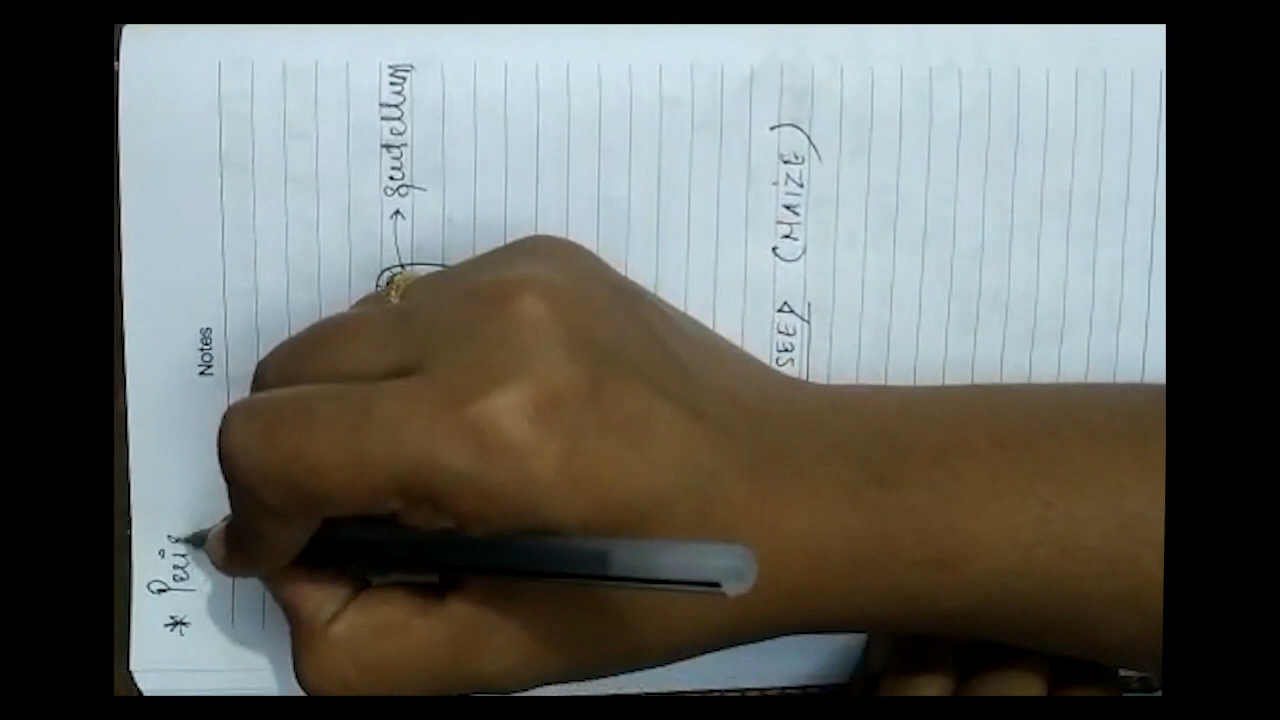 * Peri
Notes
→ Scutellum
SEED (MAIZE)